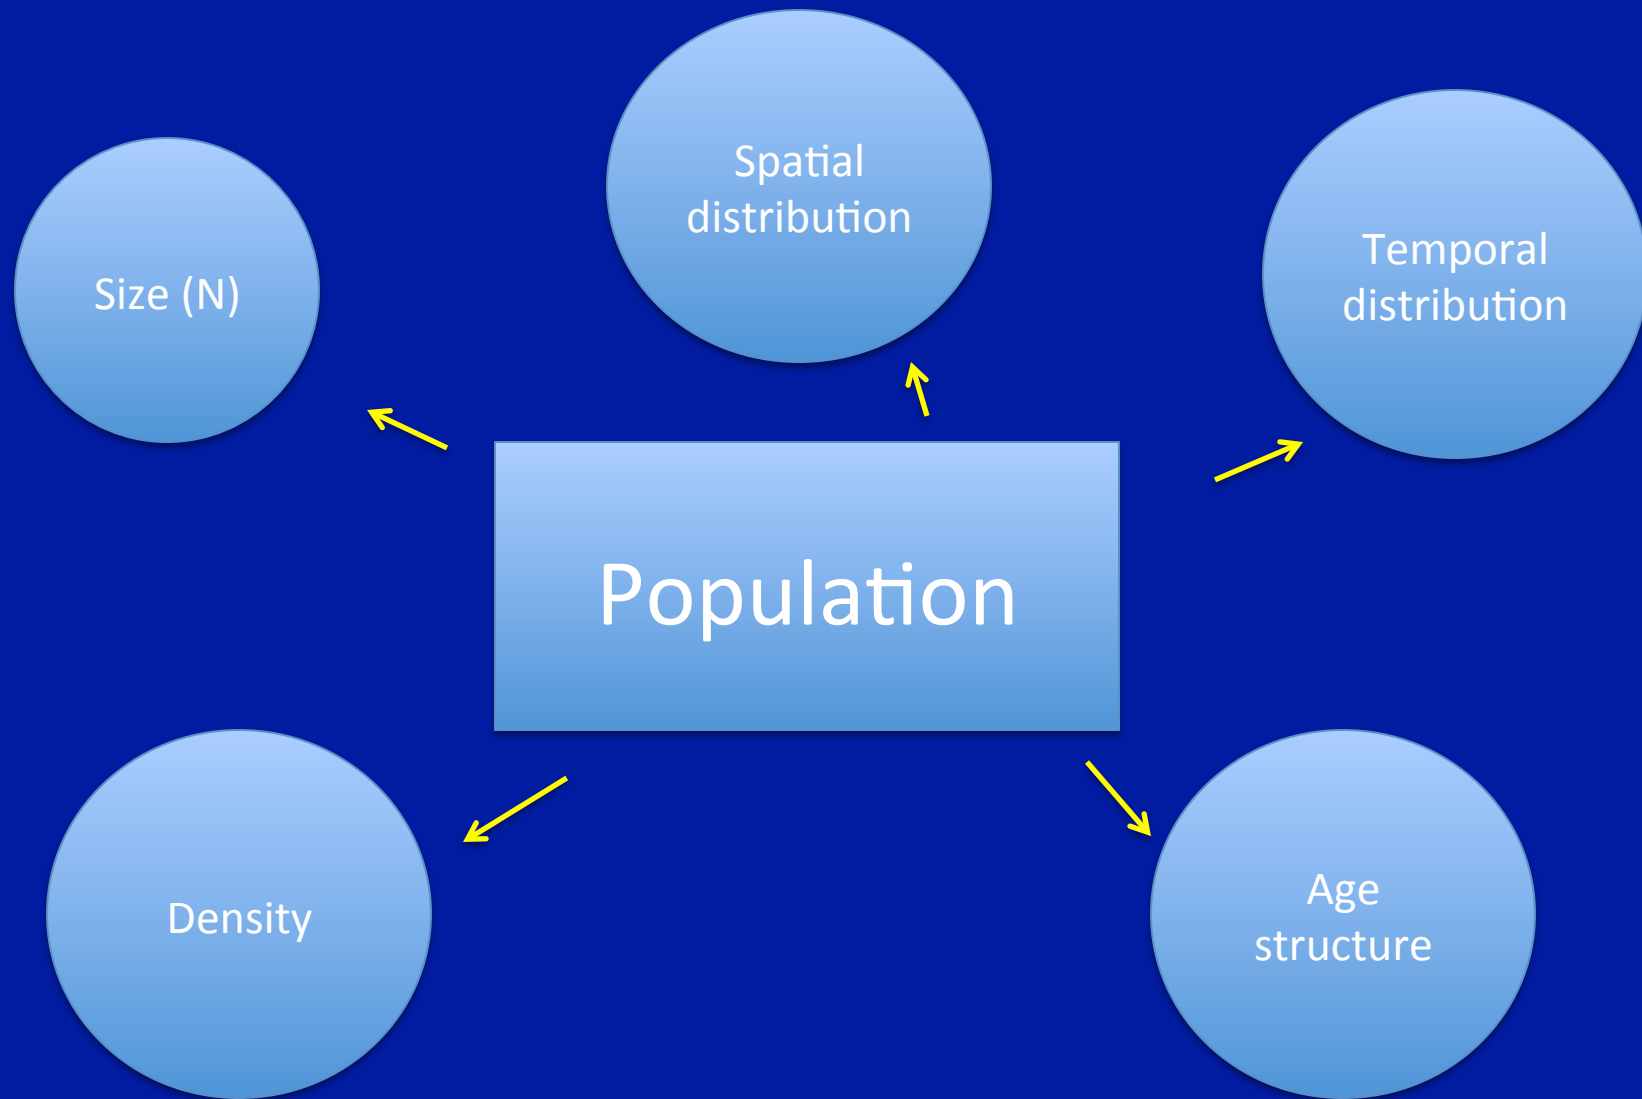 Spatial
distribution
Temporal
distribution
Size (N)
Population
Density
Age
structure